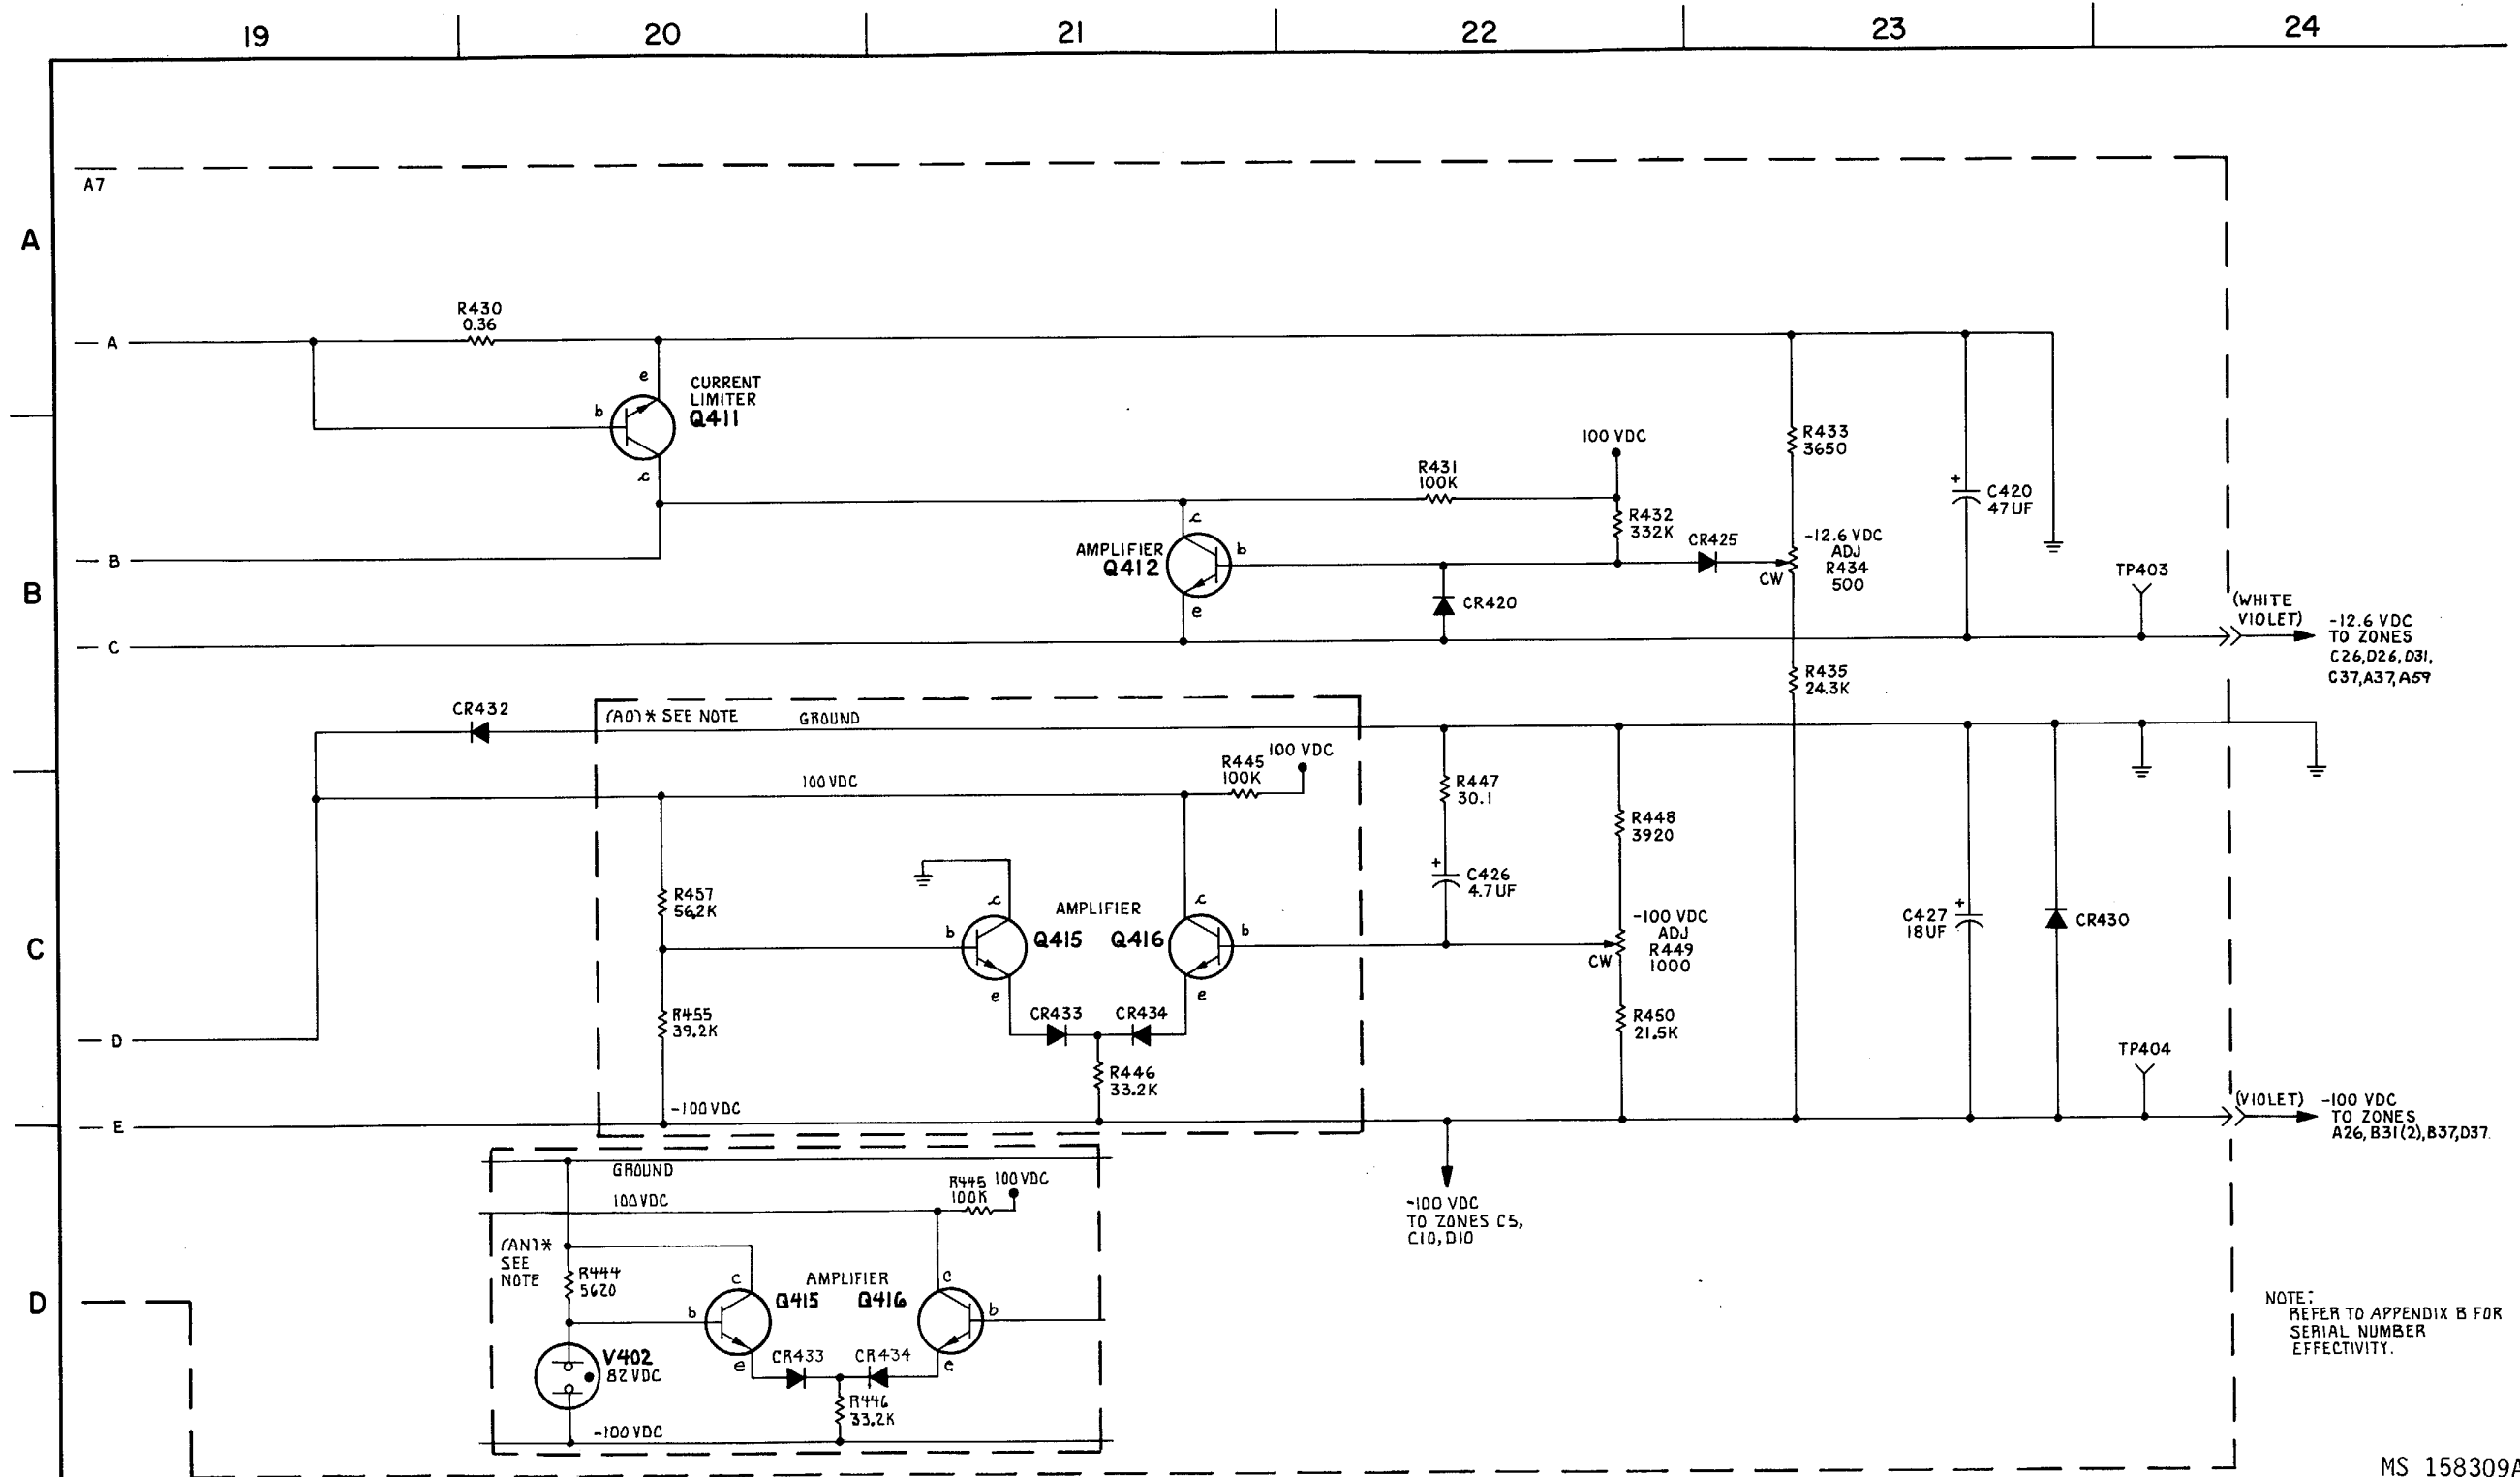 19 20 21 22 23 24
A7
A
R430
0.36
A
e
CURRENT
LIMITER
Q411
b
c
100 VDC
R433
3650
R431
100K
+
C420
47UF
c
R432
332K
AMPLIFIER
Q412
b
CR425
-12.6 VDC
ADJ
R434
500
CW
B
B
TP403
e
CR420
(WHITE
VIOLET)
-12.6 VDC
TO ZONES
C26,D26,D31,
C37,A37,A59
C
R435
24.3K
CR432
(AO)* SEE NOTE
GROUND
100 VDC
R445
100K
100 VDC
R447
30.1
R448
3920
+
C426
4.7UF
R457
56.2K
c
AMPLIFIER
c
b
Q415
Q416
b
-100 VDC
ADJ
R449
1000
CW
+
C427
18UF
CR430
C
e
e
R455
39.2K
CR433
CR434
R450
21.5K
D
R446
33.2K
TP404
-100 VDC
E
(VIOLET)
-100 VDC
TO ZONES
A26,B31(2),B37,D37.
GROUND
100VDC
R445
100K
100VDC
-100 VDC
TO ZONES C5,
C10,D10
(AN)*
SEE
NOTE
R444
5620
c
AMPLIFIER
Q415
Q416
c
b
b
D
V402
82 VDC
e
CR433
CR434
e
R446
33.2K
-100 VDC
NOTE:
REFER TO APPENDIX B FOR
SERIAL NUMBER
EFFECTIVITY.
MS 158309A